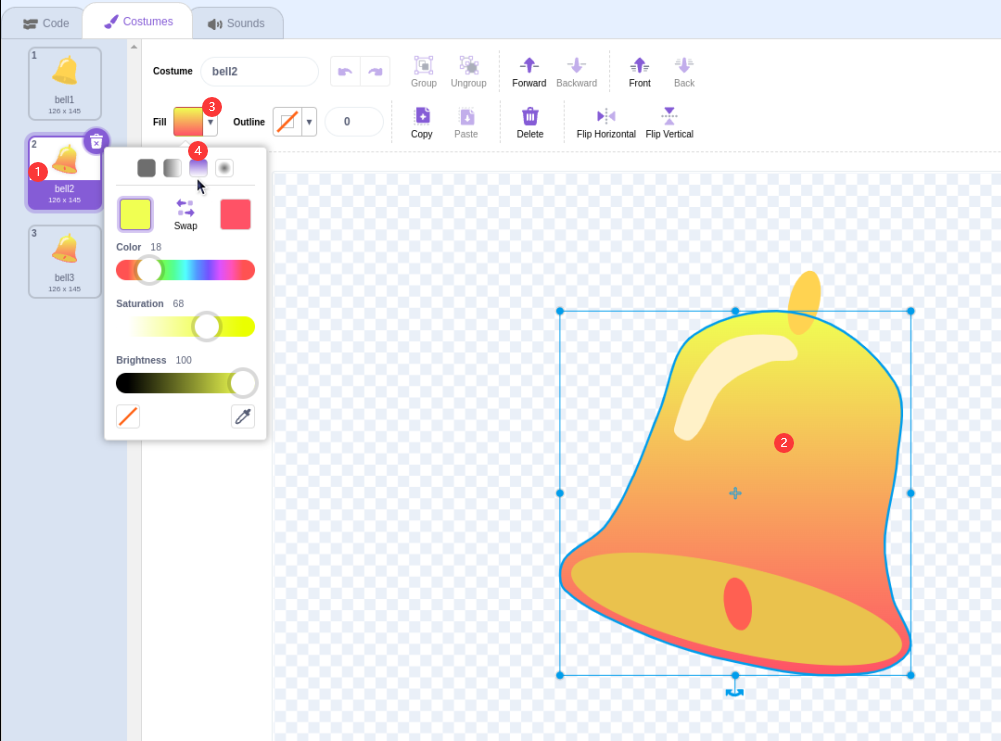 Code Costumes Sounds
1
bell1
126 x 145
2
1
bell2
126 x 145
3
bell3
126 x 145
Costume bell2
Group Ungroup Forward Backward Front Back
Fill 3 Outline 0
Copy Paste Delete Flip Horizontal Flip Vertical
4
Swap
Color 18
Saturation 68
Brightness 100
2